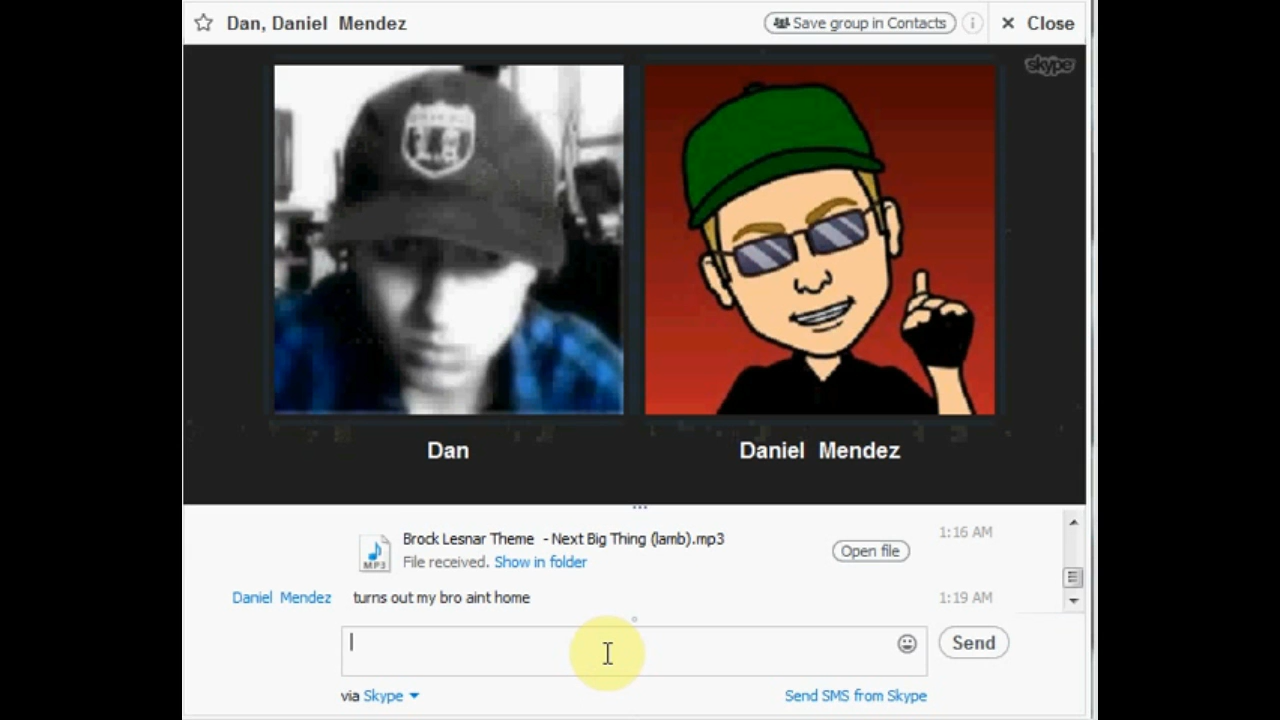 Dan, Daniel Mendez
Save group in Contacts
Close
skype
Dan
Daniel Mendez
Brock Lesnar Theme - Next Big Thing (lamb).mp3
1:16 AM
MP3
File received. Show in folder
Open file
Daniel Mendez turns out my bro aint home 1:19 AM
Send
via Skype
Send SMS from Skype